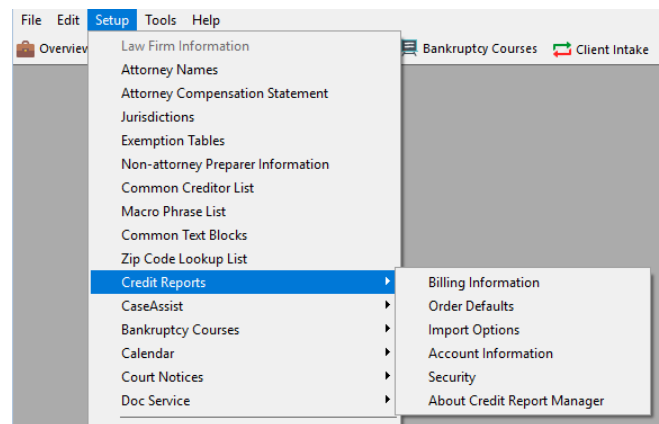 File Edit Setup Tools Help
Overview Bankruptcy Courses Client Intake
Law Firm Information
Attorney Names
Attorney Compensation Statement
Jurisdictions
Exemption Tables
Non-attorney Preparer Information
Common Creditor List
Macro Phrase List
Common Text Blocks
Zip Code Lookup List
Credit Reports
CaseAssist
Bankruptcy Courses
Calendar
Court Notices
Doc Service
Billing Information
Order Defaults
Import Options
Account Information
Security
About Credit Report Manager